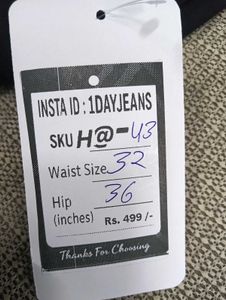 INSTA ID : 1DAYJEANS
SKU H@-43
Waist Size 32
Hip 36
(inches) Rs. 499 /-
Thanks For Choosing